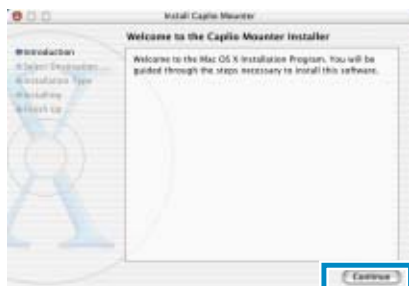 Install Caplio Mounter
Welcome to the Caplio Mounter Installer
Introduction
Select Destination
Installation Type
Installing
Finish Up
Welcome to the Mac OS X Installation Program. You will be
guided through the steps necessary to install this software.
Continue